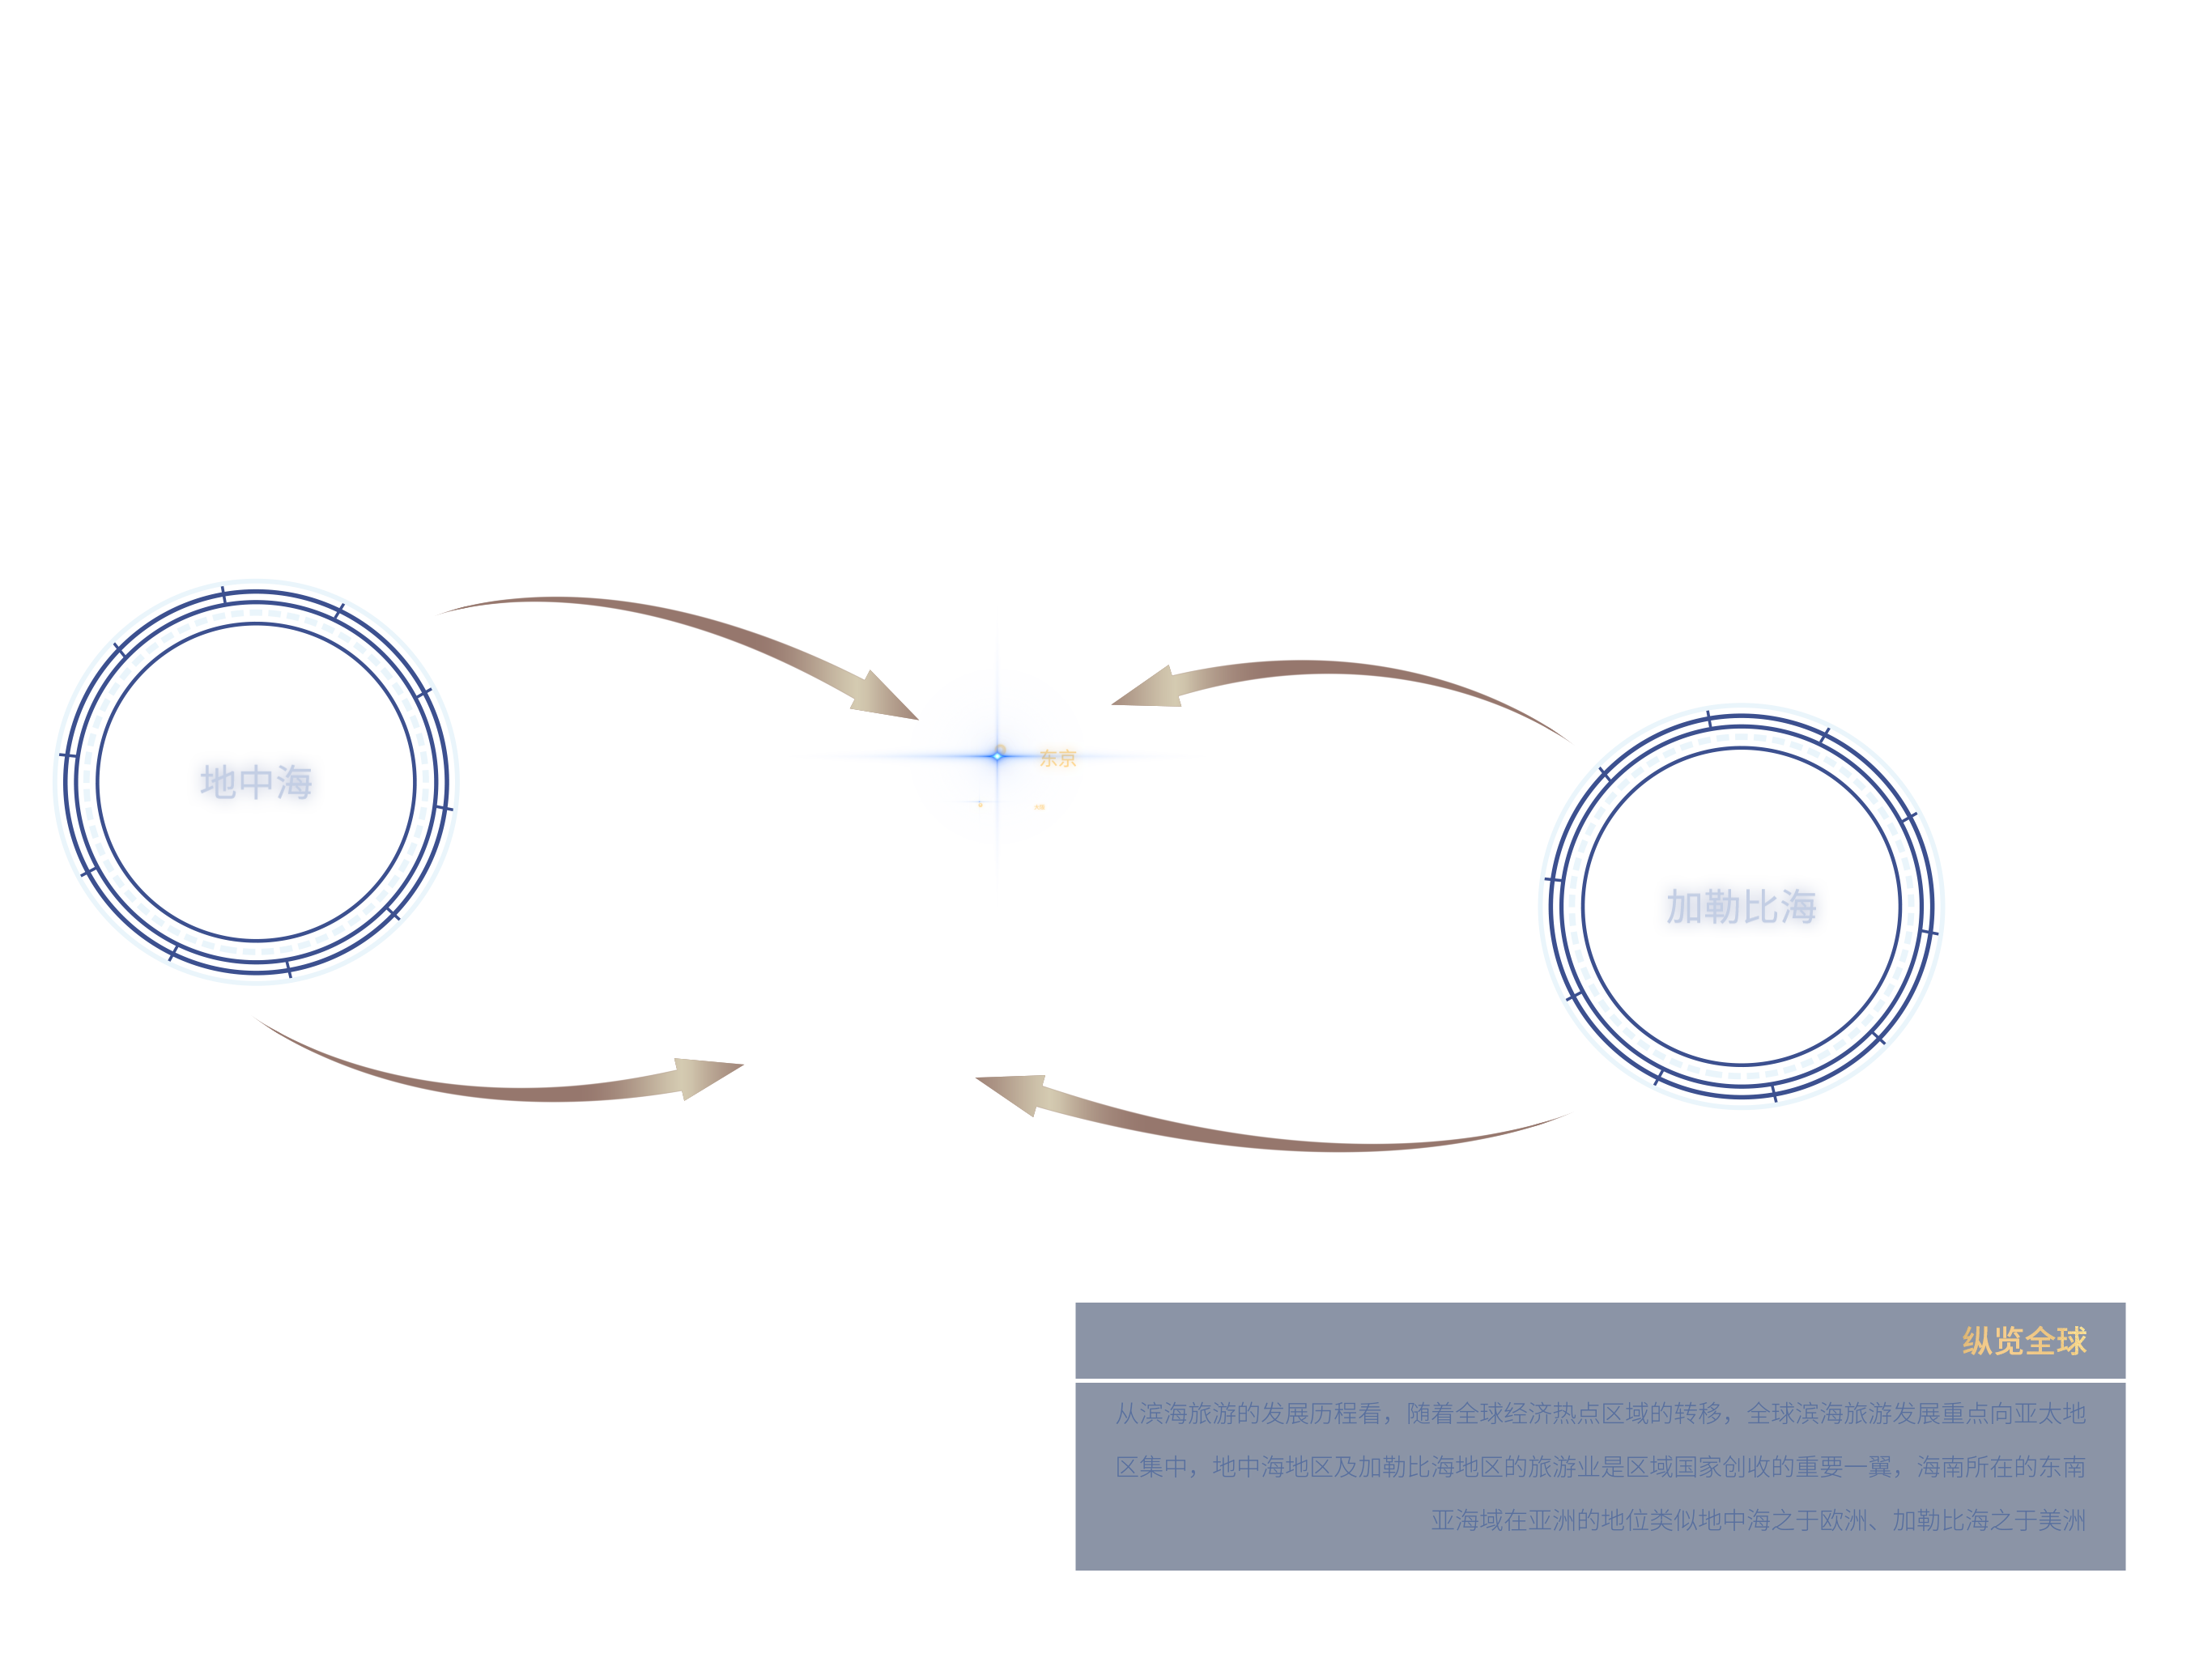 地中海
东京
加勒比海
纵览全球
从滨海旅游的发展历程看，随着全球经济热点区域的转移，全球滨海旅游发展重点向亚太地
区集中，地中海地区及加勒比海地区的旅游业是区域国家创收的重要一翼，海南所在的东南
亚海域在亚洲的地位类似地中海之于欧洲、加勒比海之于美洲